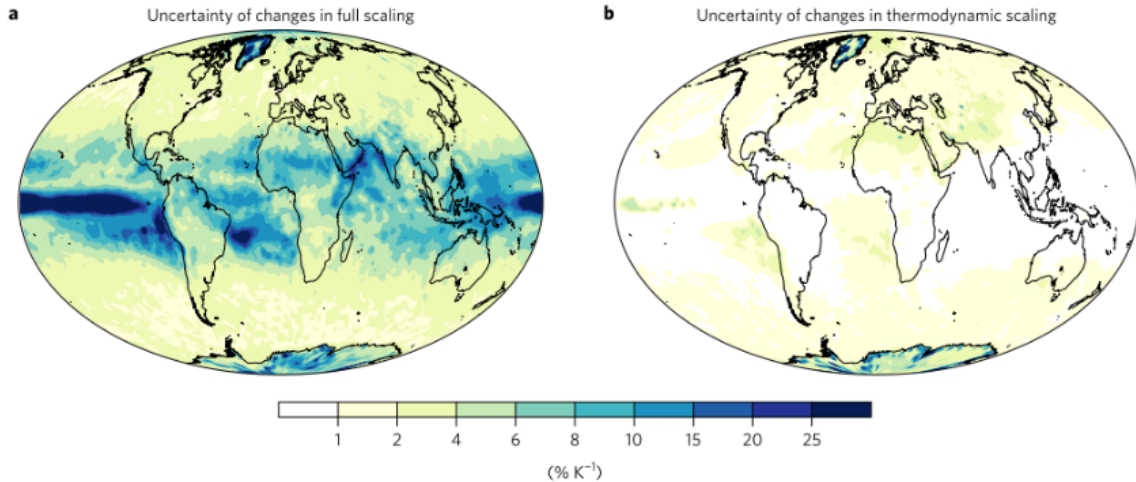 a Uncertainty of changes in full scaling
b Uncertainty of changes in thermodynamic scaling
1 2 4 6 8 10 15 20 25
(% K⁻¹)